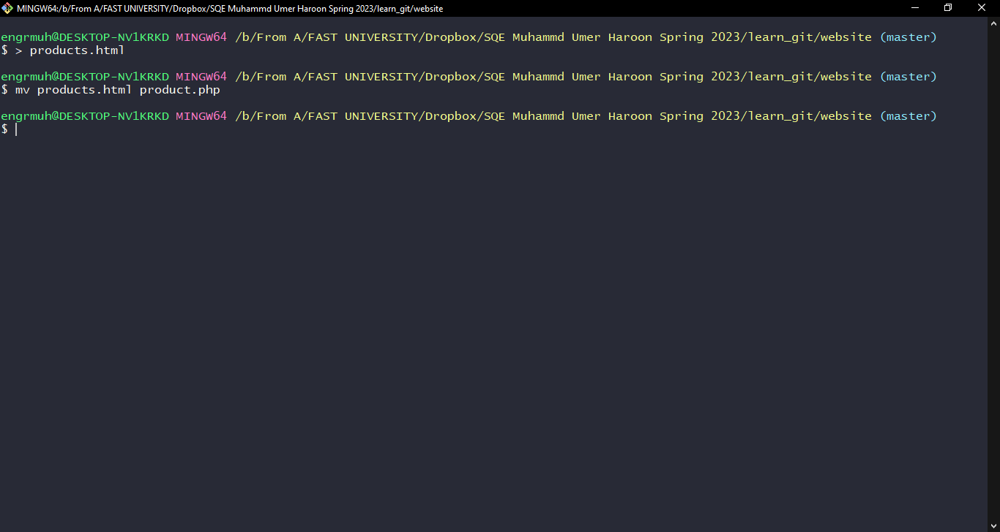 MINGW64:/b/From A/FAST UNIVERSITY/Dropbox/SQE Muhammd Umer Haroon Spring 2023/learn_git/website
engrmuh@DESKTOP-NV1KRKD MINGW64 /b/From A/FAST UNIVERSITY/Dropbox/SQE Muhammd Umer Haroon Spring 2023/learn_git/website (master)
$ > products.html
engrmuh@DESKTOP-NV1KRKD MINGW64 /b/From A/FAST UNIVERSITY/Dropbox/SQE Muhammd Umer Haroon Spring 2023/learn_git/website (master)
$ mv products.html product.php
engrmuh@DESKTOP-NV1KRKD MINGW64 /b/From A/FAST UNIVERSITY/Dropbox/SQE Muhammd Umer Haroon Spring 2023/learn_git/website (master)
$